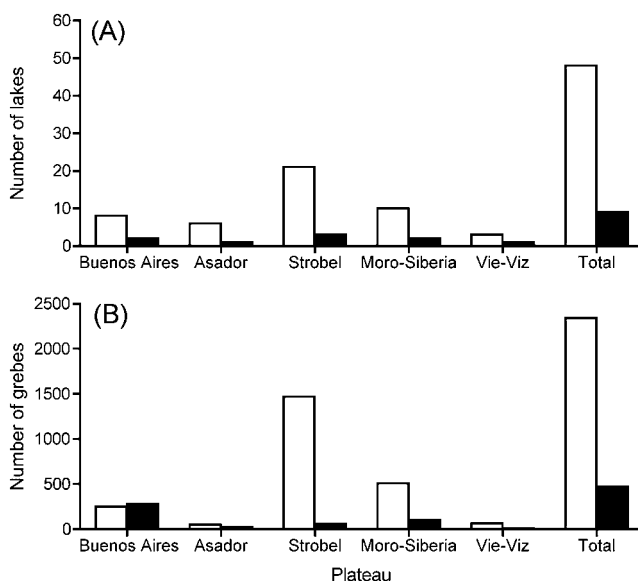 (A)
Number of lakes
60
50
40
30
20
10
0
Buenos Aires Asador Strobel Moro-Siberia Vie-Viz Total
(B)
Number of grebes
2500
2000
1500
1000
500
0
Buenos Aires Asador Strobel Moro-Siberia Vie-Viz Total
Plateau